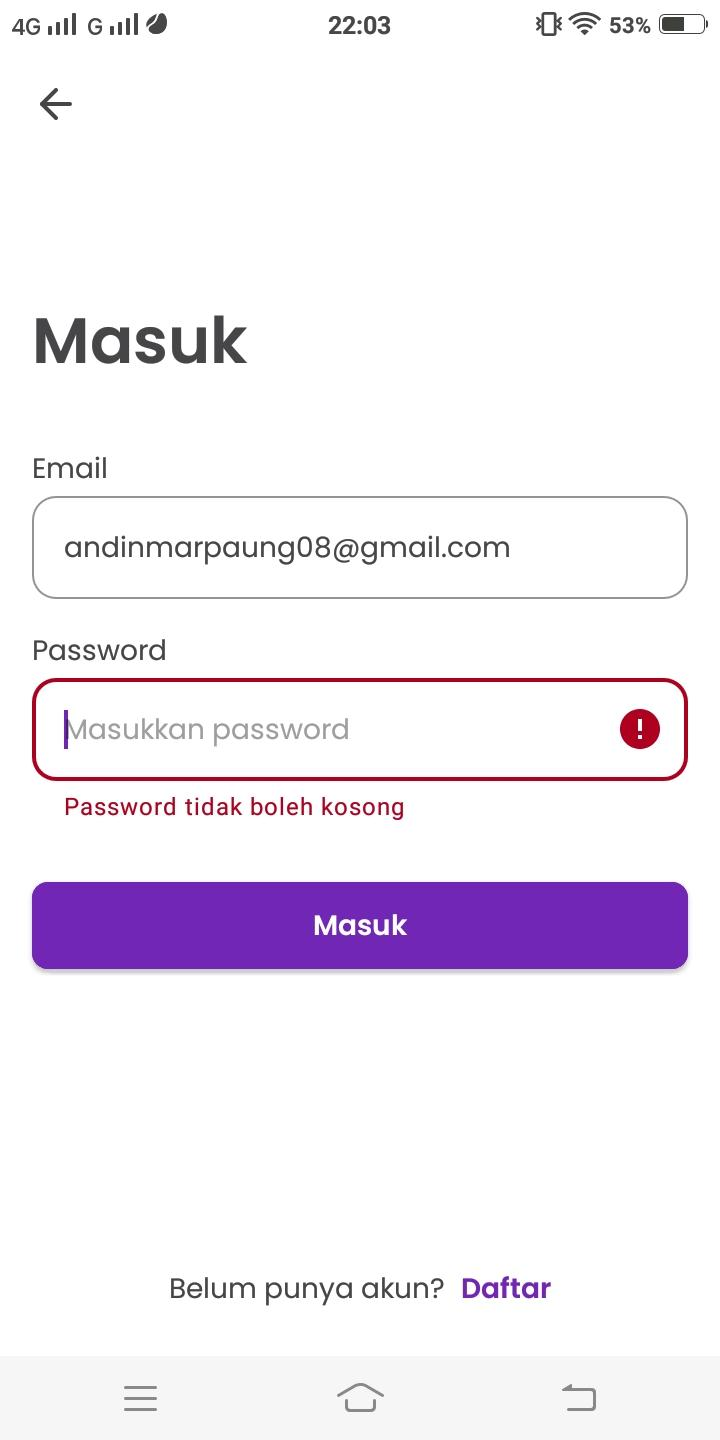 4G G 22:03 53%
Masuk
Email
andinmarpaung08@gmail.com
Password
Masukkan password
Password tidak boleh kosong
Masuk
Belum punya akun? Daftar